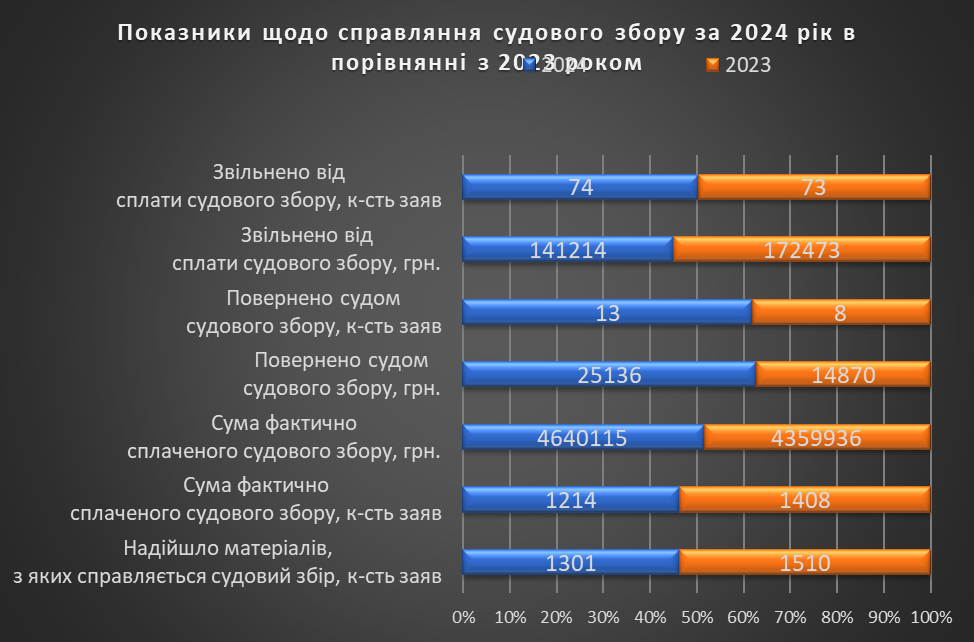 Показники щодо справляння судового збору за 2024 рік в
порівнянні з 2023 роком
2024 2023
Звільнено від
сплати судового збору, к-сть заяв
74 73
Звільнено від
сплати судового збору, грн.
141214 172473
Повернено судом
судового збору, к-сть заяв
13 8
Повернено судом
судового збору, грн.
25136 14870
Сума фактично
сплаченого судового збору, грн.
4640115 4359936
Сума фактично
сплаченого судового збору, к-сть заяв
1214 1408
Надійшло матеріалів,
з яких справляється судовий збір, к-сть заяв
1301 1510
0% 10% 20% 30% 40% 50% 60% 70% 80% 90% 100%